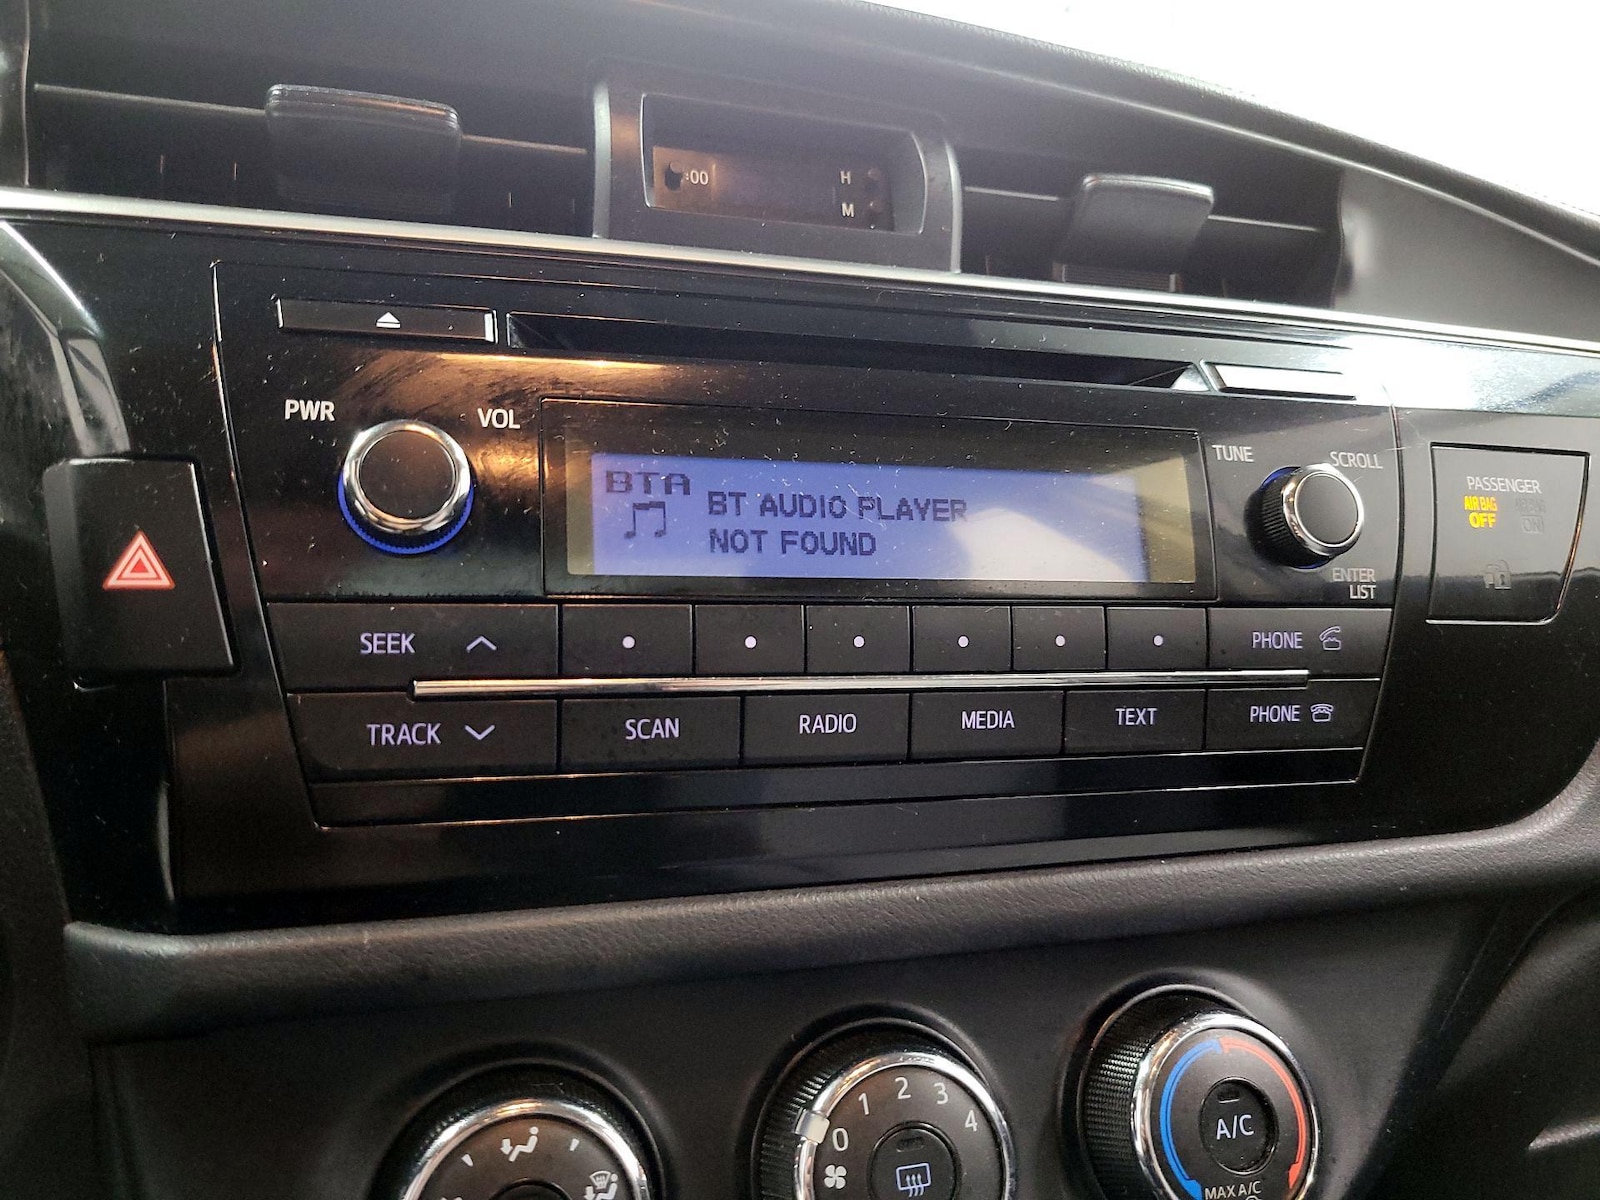 :00
H
M
PWR
VOL
BTA
BT AUDIO PLAYER
NOT FOUND
TUNE
SCROLL
ENTER
LIST
PASSENGER
AIR BAG
OFF
ON
SEEK
PHONE
TRACK
SCAN
RADIO
MEDIA
TEXT
PHONE
0 1 2 3 4
A/C
MAX A/C